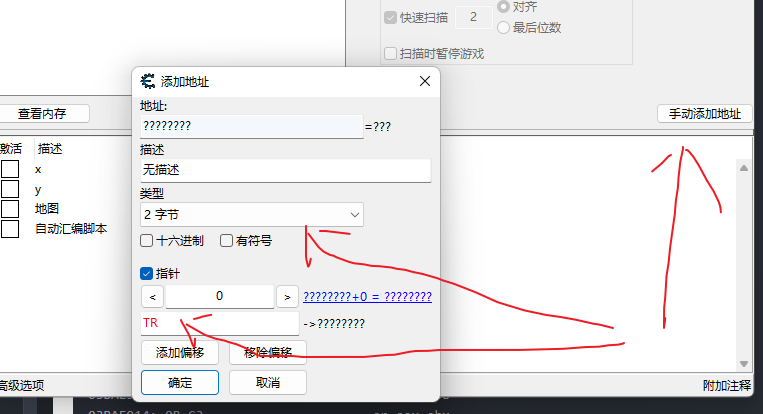 快速扫描 2
对齐
最后位数
扫描时暂停游戏
查看内存
手动添加地址
激活 描述
x
y
地图
自动汇编脚本
添加地址
地址:
????????
=???
描述
无描述
类型
2 字节
十六进制 有符号
指针
< 0 > ????????+0 = ????????
TR ->????????
添加偏移 移除偏移
确定 取消
高级选项 附加注释